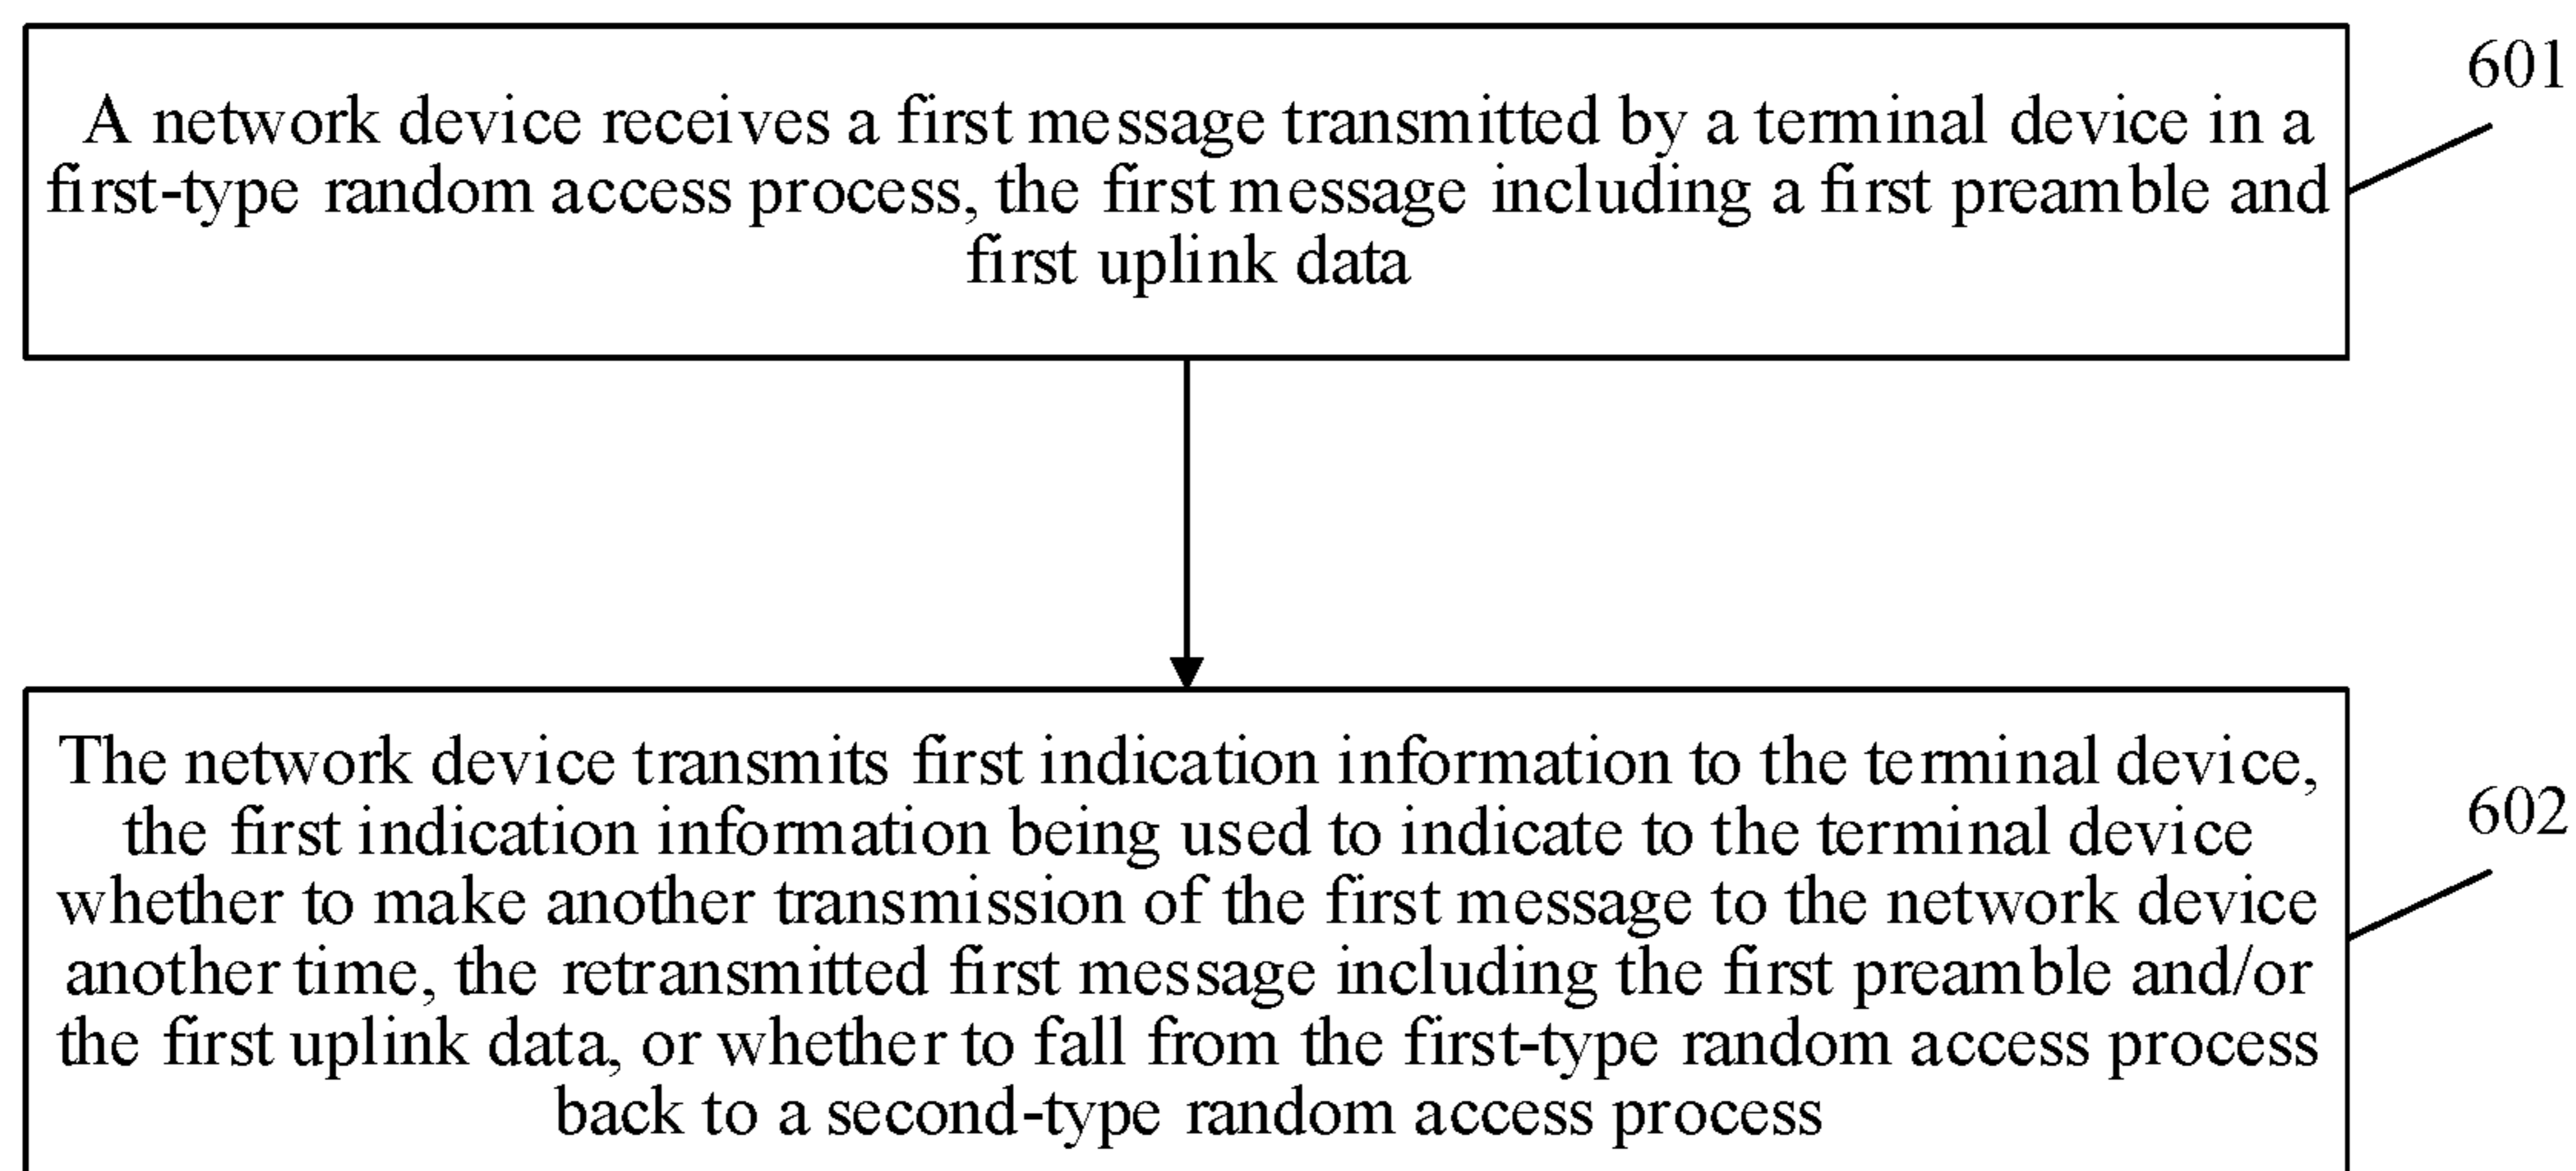 601
A network device receives a first message transmitted by a terminal device in a
first-type random access process, the first message including a first preamble and
first uplink data
The network device transmits first indication information to the terminal device,
the first indication information being used to indicate to the terminal device
602
whether to make another transmission of the first message to the network device
another time, the retransmitted first message including the first preamble and/or
the first uplink data, or whether to fall from the first-type random access process
back to a second-type random access process